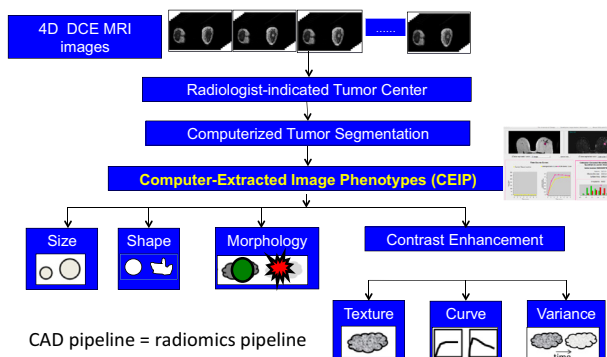 4D DCE MRI
images
......
Radiologist-indicated Tumor Center
Computerized Tumor Segmentation
Computer-Extracted Image Phenotypes (CEIP)
Size
Shape
Morphology
Contrast Enhancement
Texture
Curve
Variance
time
CAD pipeline = radiomics pipeline